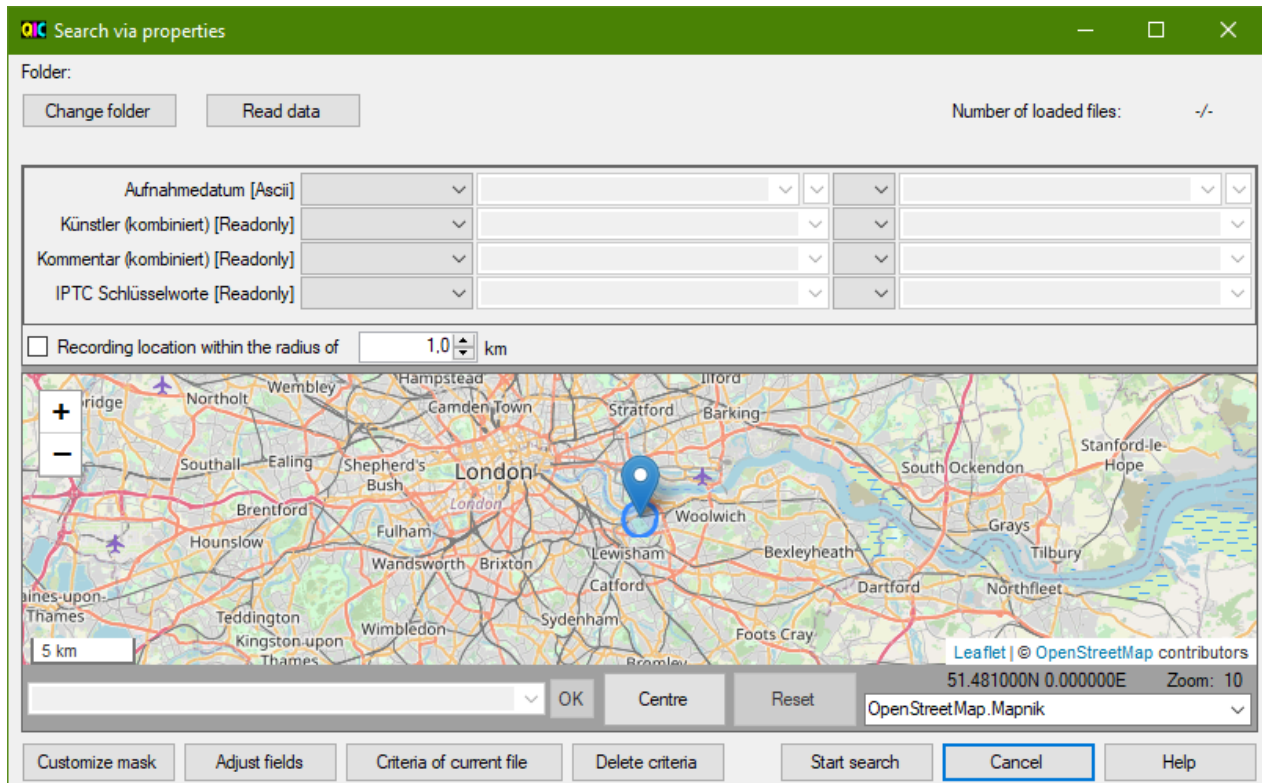 QIC Search via properties
Folder:
Change folder Read data Number of loaded files: -/-
Aufnahmedatum [Ascii]
Künstler (kombiniert) [Readonly]
Kommentar (kombiniert) [Readonly]
IPTC Schlüsselworte [Readonly]
Recording location within the radius of 1,0 km
+
−
Wembley
Hampstead
Ilford
Northolt
Camden Town
Stratford
Barking
Stanford-le-
Hope
Southall
Ealing
Shepherd's
Bush
London
London
South Ockendon
Brentford
Woolwich
Grays
Hounslow
Fulham
Lewisham
Bexleyheath
Tilbury
Wandsworth
Brixton
Catford
Dartford
Northfleet
aines-upon-
Thames
Teddington
Wimbledon
Sydenham
Foots Cray
Kingston upon
Thames
Bromley
5 km
Leaflet | © OpenStreetMap contributors
51.481000N 0.000000E Zoom: 10
OK Centre Reset OpenStreetMap.Mapnik
Customize mask Adjust fields Criteria of current file Delete criteria Start search Cancel Help